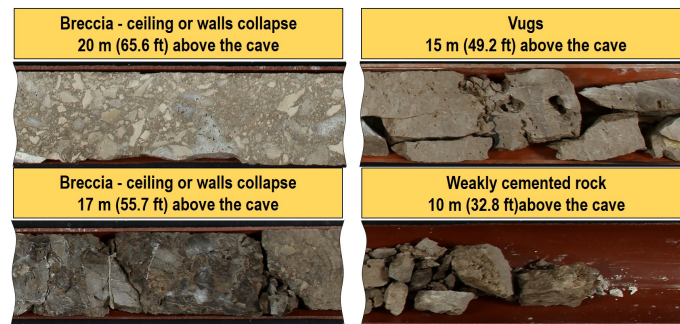 Breccia - ceiling or walls collapse
20 m (65.6 ft) above the cave
Vugs
15 m (49.2 ft) above the cave
Breccia - ceiling or walls collapse
17 m (55.7 ft) above the cave
Weakly cemented rock
10 m (32.8 ft)above the cave